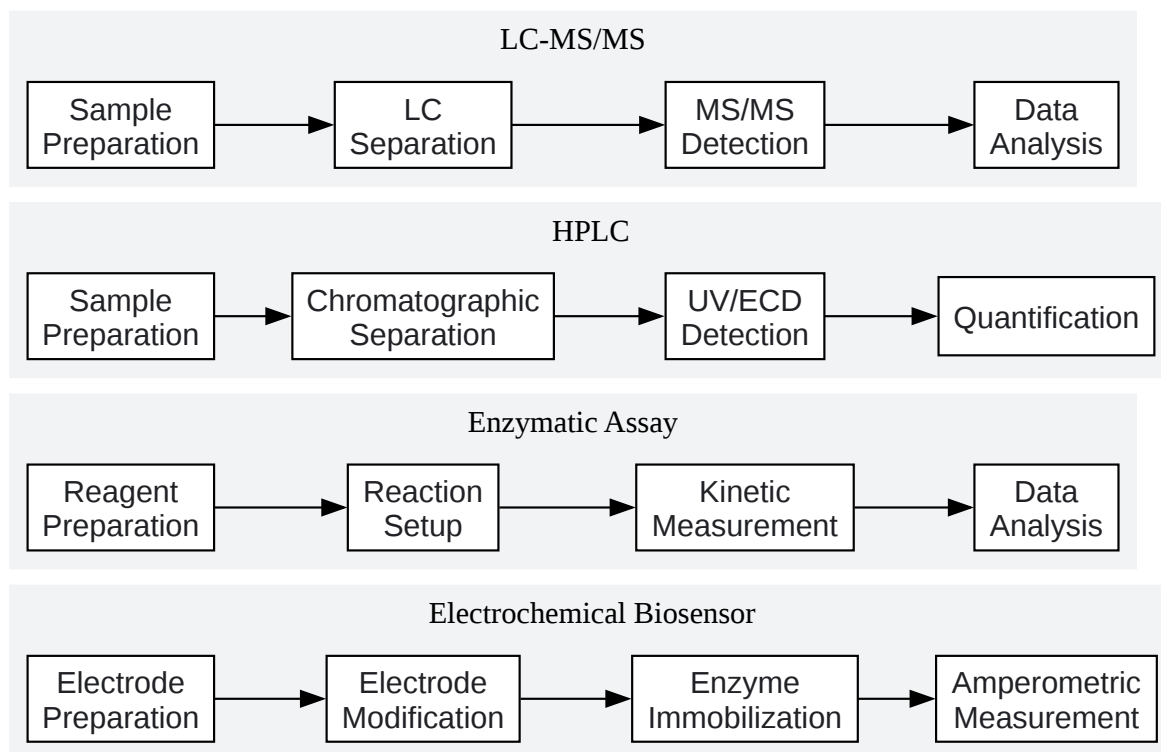 LC-MS/MS
Sample
Preparation
LC
Separation
MS/MS
Detection
Data
Analysis
HPLC
Sample
Preparation
Chromatographic
Separation
UV/ECD
Detection
Quantification
Enzymatic Assay
Reagent
Preparation
Reaction
Setup
Kinetic
Measurement
Data
Analysis
Electrochemical Biosensor
Electrode
Preparation
Electrode
Modification
Enzyme
Immobilization
Amperometric
Measurement